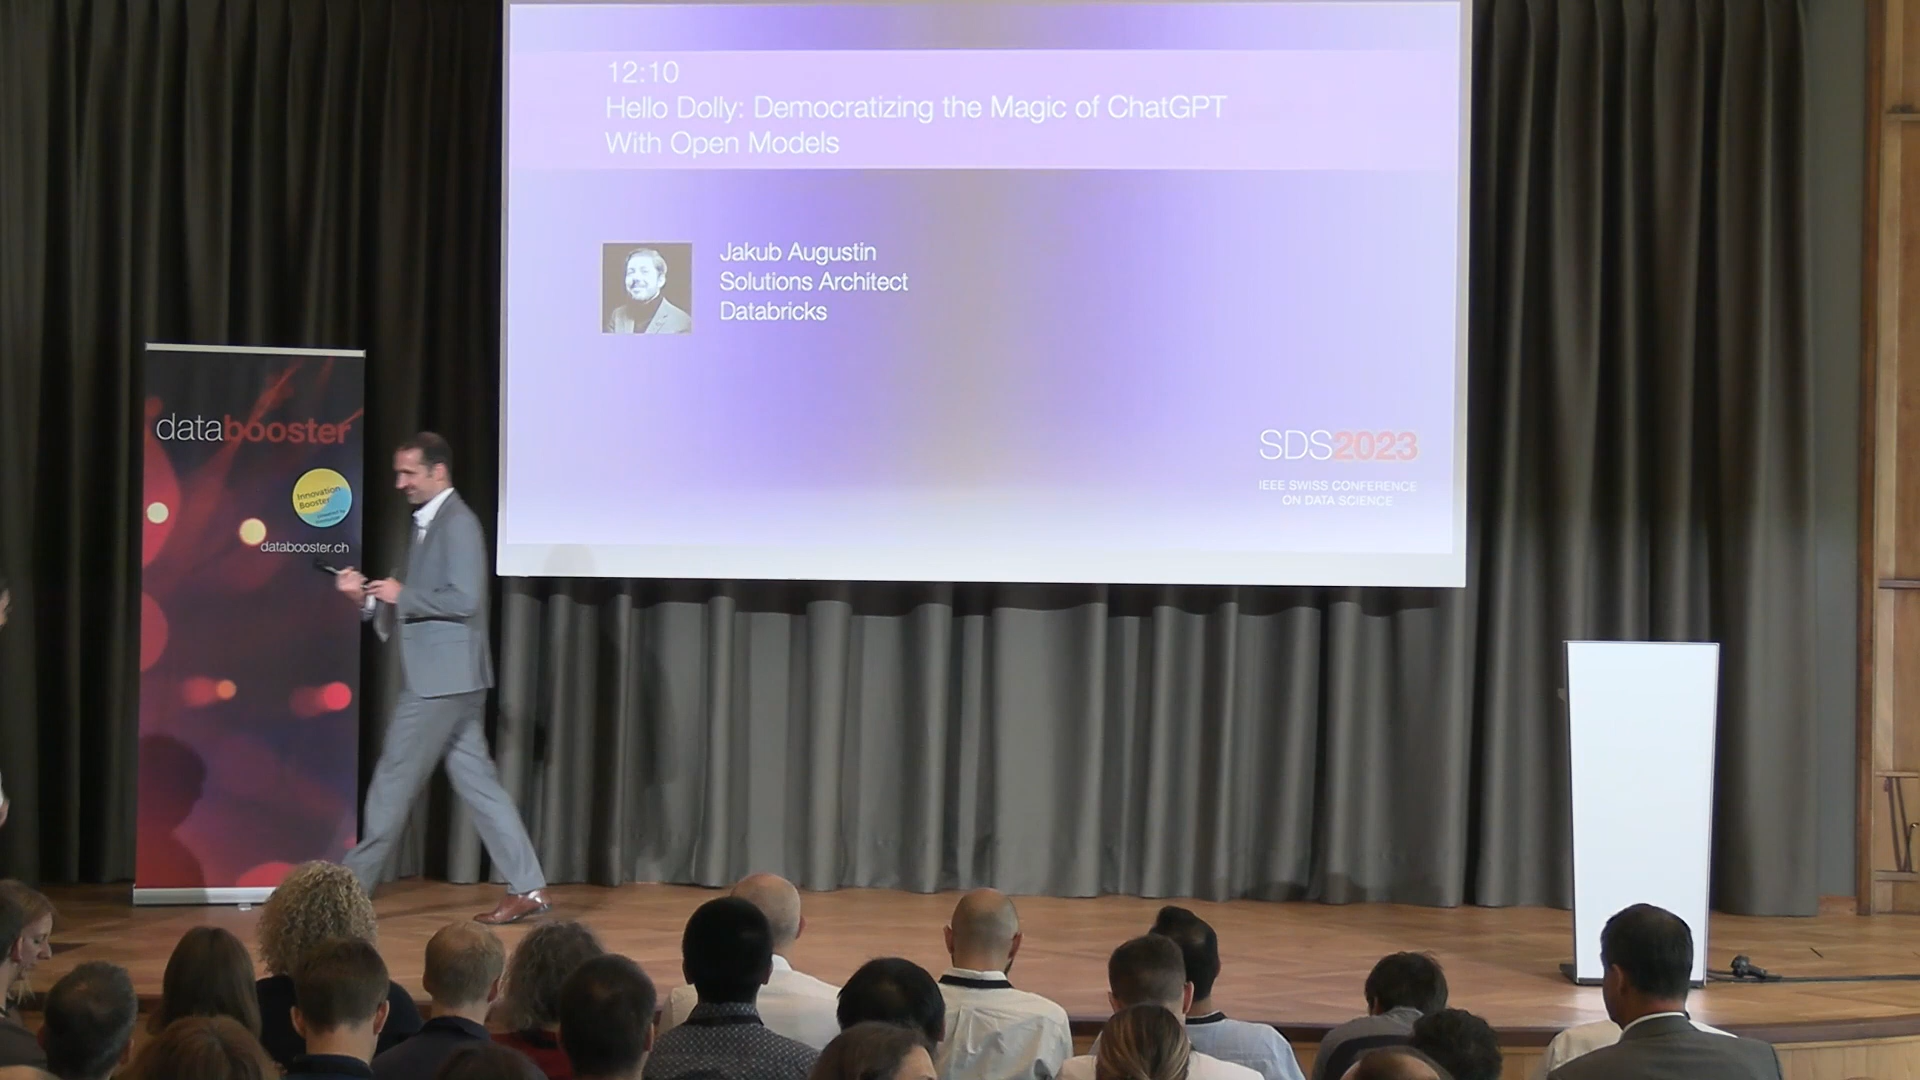 12:10
Hello Dolly: Democratizing the Magic of ChatGPT
With Open Models
Jakub Augustin
Solutions Architect
Databricks
SDS2023
IEEE SWISS CONFERENCE
ON DATA SCIENCE
databooster
Innovation
Booster
databooster.ch